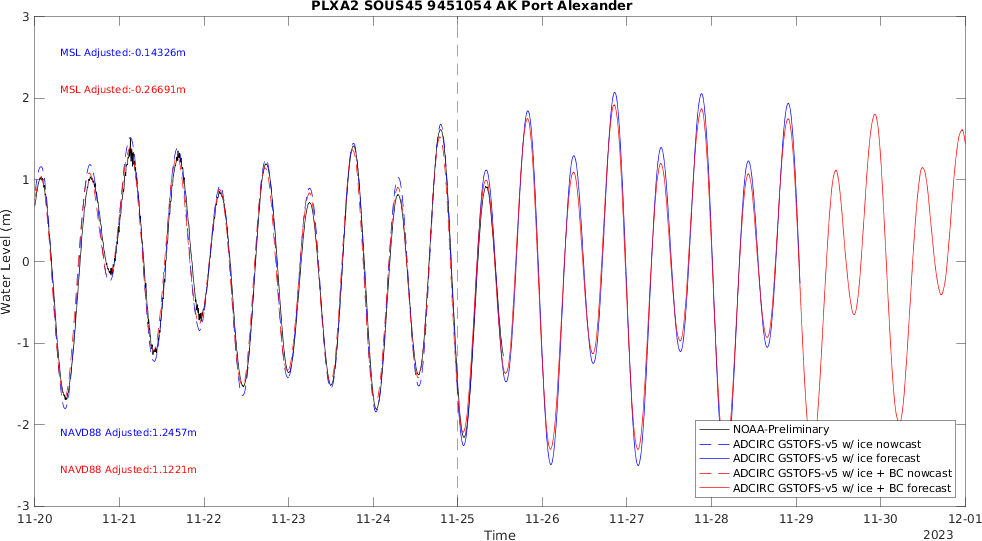 PLXA2 SOUS45 9451054 AK Port Alexander
3
2
1
0
-1
-2
-3
Water Level (m)
MSL Adjusted:-0.14326m
MSL Adjusted:-0.26691m
NAVD88 Adjusted:1.2457m
NAVD88 Adjusted:1.1221m
NOAA-Preliminary
ADCIRC GSTOFS-v5 w/ ice nowcast
ADCIRC GSTOFS-v5 w/ ice forecast
ADCIRC GSTOFS-v5 w/ ice + BC nowcast
ADCIRC GSTOFS-v5 w/ ice + BC forecast
11-20 11-21 11-22 11-23 11-24 11-25 11-26 11-27 11-28 11-29 11-30 12-01
Time
2023